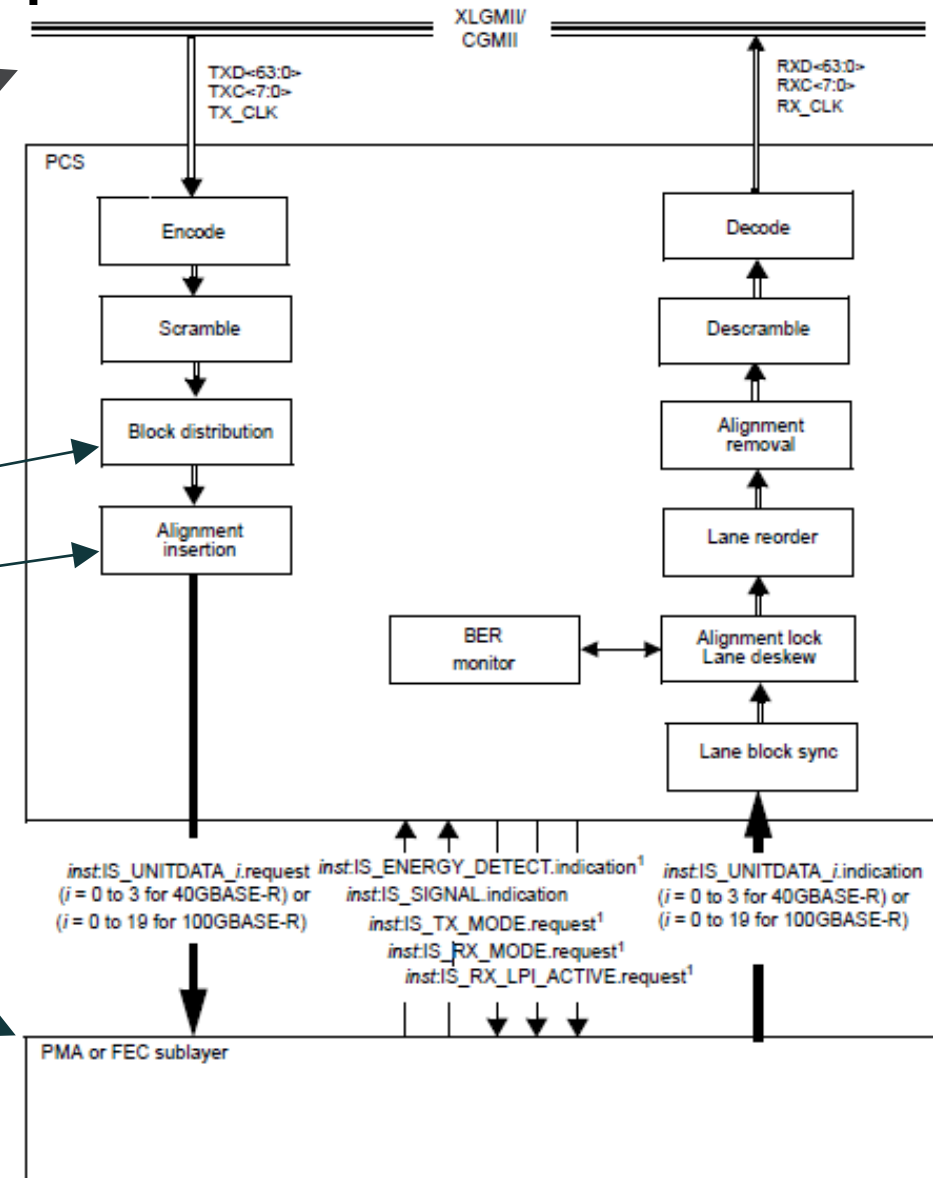 XLGMII/
CGMII
TXD<63:0>
TXC<7:0>
TX_CLK
RXD<63:0>
RXC<7:0>
RX_CLK
PCS
Encode
Scramble
Block distribution
Alignment
insertion
Decode
Descramble
Alignment
removal
Lane reorder
Alignment lock
Lane deskew
BER
monitor
Lane block sync
inst:IS_UNITDATA_i.request
(i = 0 to 3 for 40GBASE-R) or
(i = 0 to 19 for 100GBASE-R)
inst:IS_ENERGY_DETECT.indication¹
inst:IS_SIGNAL.indication
inst:IS_TX_MODE.request¹
inst:IS_RX_MODE.request¹
inst:IS_RX_LPI_ACTIVE.request¹
inst:IS_UNITDATA_i.indication
(i = 0 to 3 for 40GBASE-R) or
(i = 0 to 19 for 100GBASE-R)
PMA or FEC sublayer